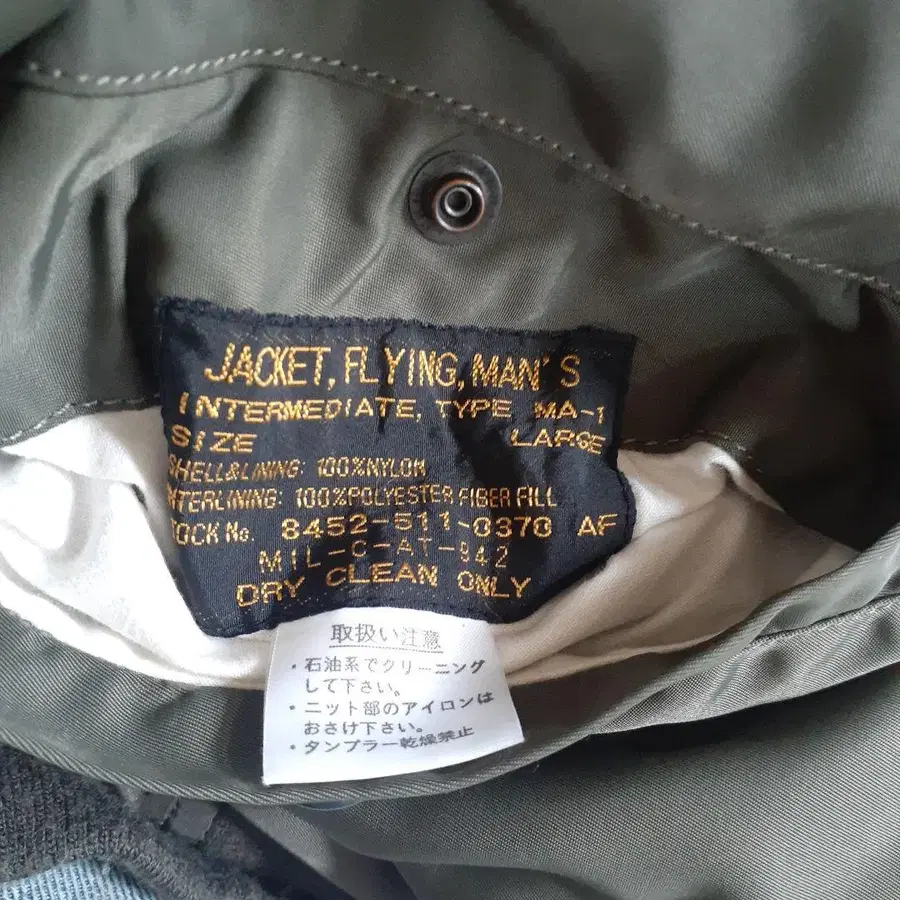 JACKET, FLYING, MAN'S
INTERMEDIATE, TYPE MA-1
SIZE LARGE
SHELL&LINING: 100%NYLON
NTERLINING: 100%POLYESTER FIBER FILL
TOCK No. 8452-511-0370 AF
MIL-C-AT-942
DRY CLEAN ONLY
取扱い注意
・石油系でクリーニング
して下さい。
・ニット部のアイロンは
おさけ下さい。
・タンブラー乾燥禁止